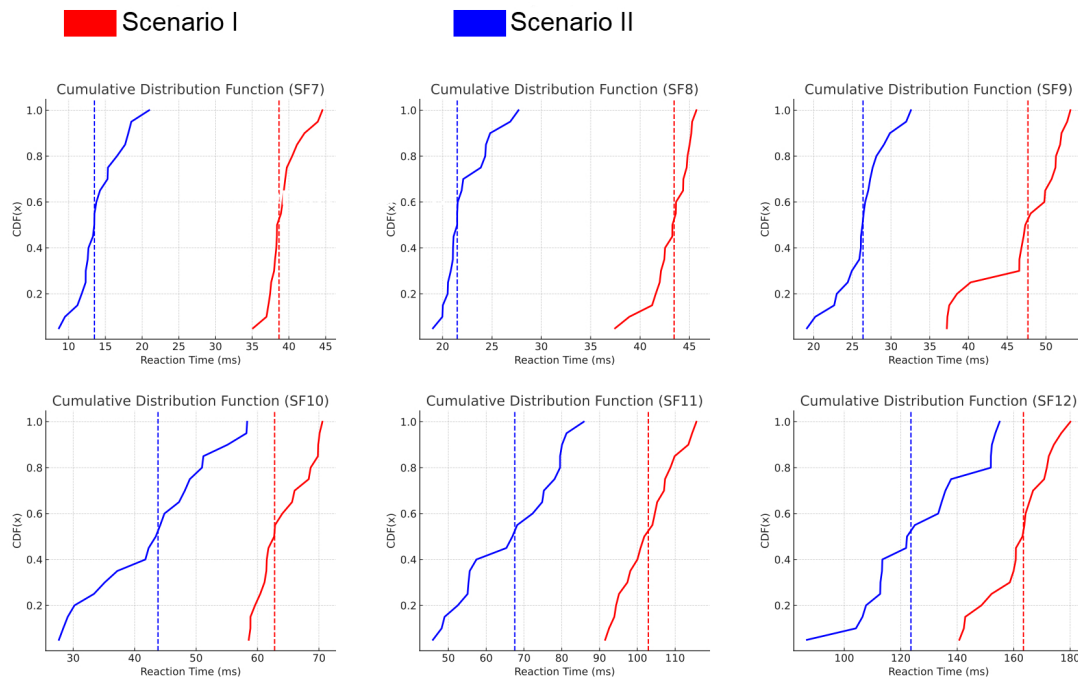 Scenario I
Scenario II
Cumulative Distribution Function (SF7)
CDF(x)
1.0
0.8
0.6
0.4
0.2
10 15 20 25 30 35 40 45
Reaction Time (ms)
Cumulative Distribution Function (SF8)
CDF(x)
1.0
0.8
0.6
0.4
0.2
20 25 30 35 40 45
Reaction Time (ms)
Cumulative Distribution Function (SF9)
CDF(x)
1.0
0.8
0.6
0.4
0.2
20 25 30 35 40 45 50
Reaction Time (ms)
Cumulative Distribution Function (SF10)
CDF(x)
1.0
0.8
0.6
0.4
0.2
30 40 50 60 70
Reaction Time (ms)
Cumulative Distribution Function (SF11)
CDF(x)
1.0
0.8
0.6
0.4
0.2
50 60 70 80 90 100 110
Reaction Time (ms)
Cumulative Distribution Function (SF12)
CDF(x)
1.0
0.8
0.6
0.4
0.2
100 120 140 160 180
Reaction Time (ms)